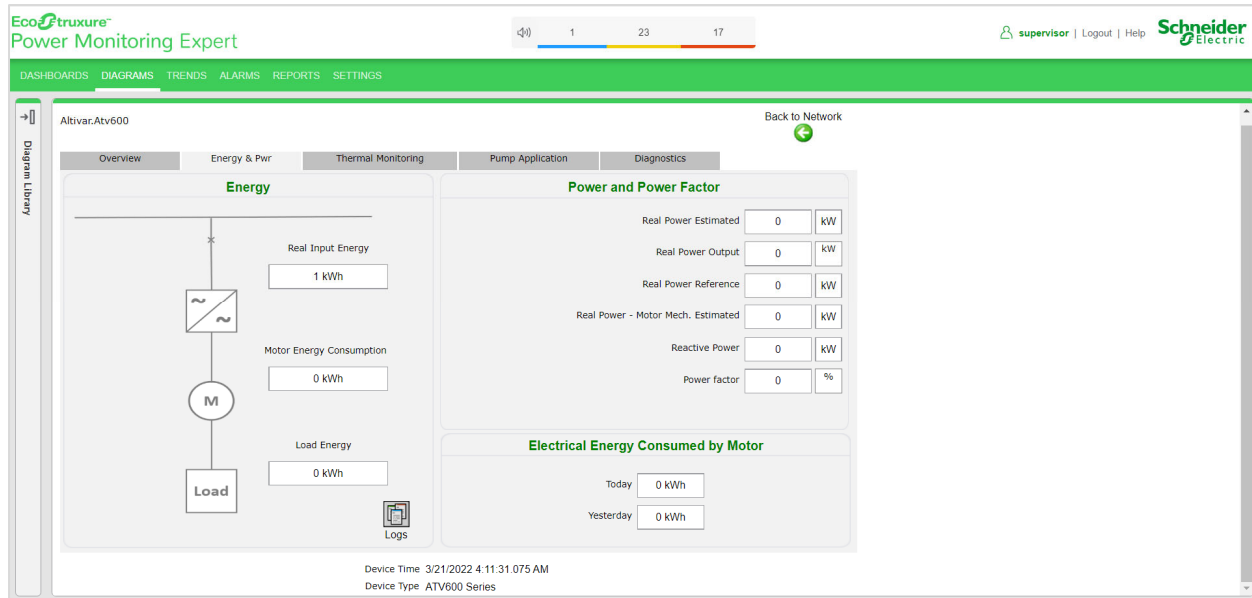 EcoStruxure™
Power Monitoring Expert
1 23 17
supervisor | Logout | Help
Schneider Electric
DASHBOARDS DIAGRAMS TRENDS ALARMS REPORTS SETTINGS
Diagram Library
Altivar.Atv600
Back to Network
Overview Energy & Pwr Thermal Monitoring Pump Application Diagnostics
Energy
Real Input Energy
1 kWh
Motor Energy Consumption
0 kWh
M
Load Energy
0 kWh
Load
Logs
Power and Power Factor
Real Power Estimated 0 kW
Real Power Output 0 kW
Real Power Reference 0 kW
Real Power - Motor Mech. Estimated 0 kW
Reactive Power 0 kW
Power factor 0 %
Electrical Energy Consumed by Motor
Today 0 kWh
Yesterday 0 kWh
Device Time 3/21/2022 4:11:31.075 AM
Device Type ATV600 Series